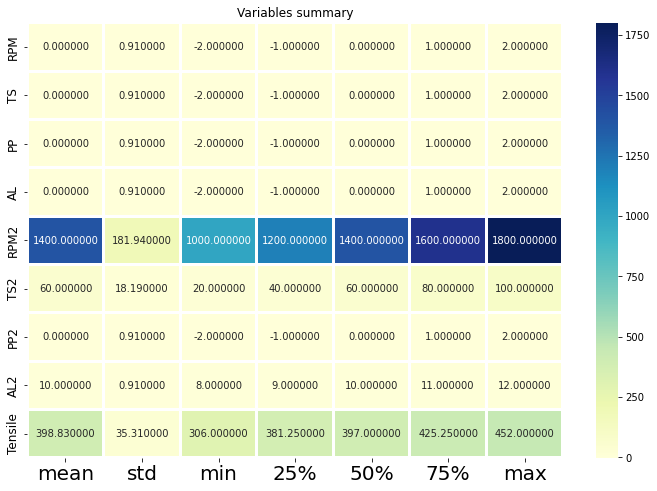 Variables summary
RPM 0.000000 0.910000 -2.000000 -1.000000 0.000000 1.000000 2.000000
TS 0.000000 0.910000 -2.000000 -1.000000 0.000000 1.000000 2.000000
PP 0.000000 0.910000 -2.000000 -1.000000 0.000000 1.000000 2.000000
AL 0.000000 0.910000 -2.000000 -1.000000 0.000000 1.000000 2.000000
RPM2 1400.000000 181.940000 1000.000000 1200.000000 1400.000000 1600.000000 1800.000000
TS2 60.000000 18.190000 20.000000 40.000000 60.000000 80.000000 100.000000
PP2 0.000000 0.910000 -2.000000 -1.000000 0.000000 1.000000 2.000000
AL2 10.000000 0.910000 8.000000 9.000000 10.000000 11.000000 12.000000
Tensile 398.830000 35.310000 306.000000 381.250000 397.000000 425.250000 452.000000
mean std min 25% 50% 75% max
1750
1500
1250
1000
750
500
250
0